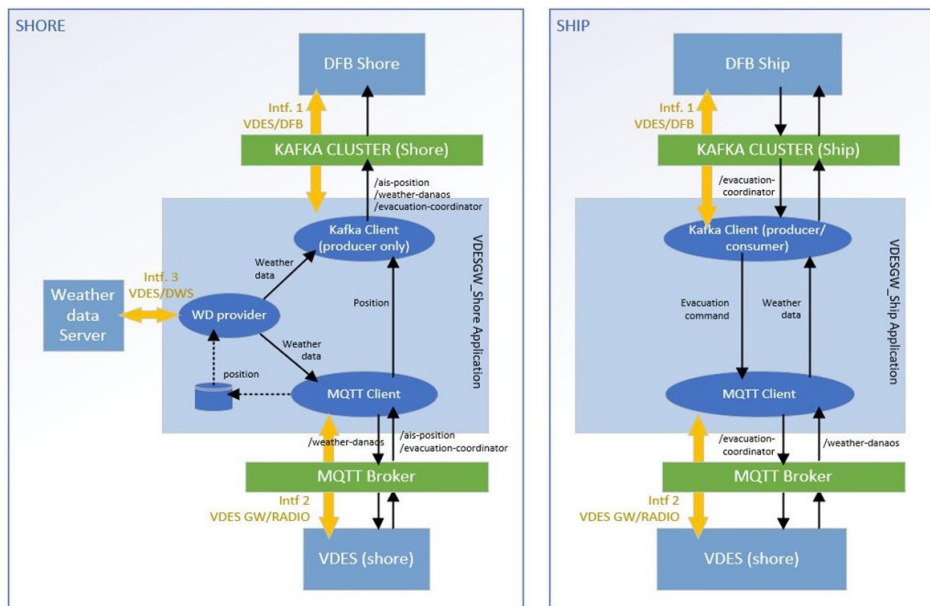 SHORE
DFB Shore
Intf. 1
VDES/DFB
KAFKA CLUSTER (Shore)
/ais-position
/weather-danaos
/evacuation-coordinator
Kafka Client
(producer only)
Weather
data
Intf. 3
VDES/DWS
Weather
data
Server
WD provider
Position
Weather
data
position
MQTT Client
VDESGW_Shore Application
/weather-danaos
/ais-position
/evacuation-coordinator
MQTT Broker
Intf 2
VDES GW/RADIO
VDES (shore)
SHIP
DFB Ship
Intf. 1
VDES/DFB
KAFKA CLUSTER (Ship)
/evacuation-
coordinator
Kafka Client (producer/
consumer)
Evacuation
command
Weather
data
VDESGW_Ship Application
MQTT Client
/evacuation-
coordinator
/weather-danaos
MQTT Broker
Intf 2
VDES GW/RADIO
VDES (shore)